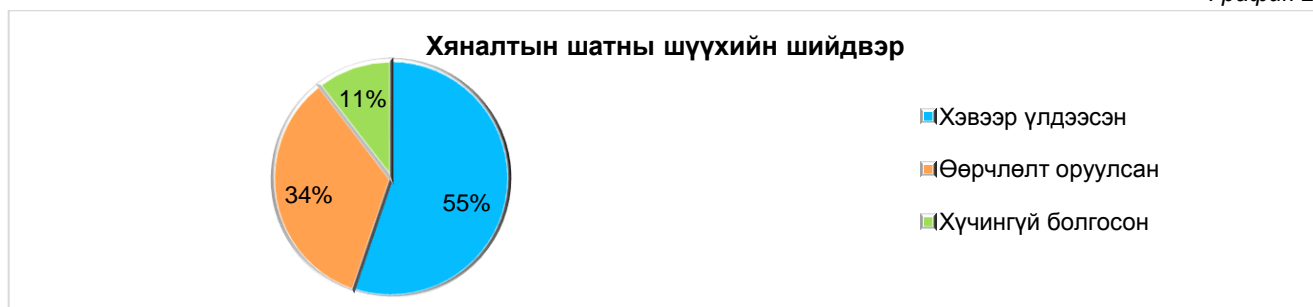 Хяналтын шатны шүүхийн шийдвэр
11%
34%
55%
Хэвээр үлдээсэн
Өөрчлөлт оруулсан
Хүчингүй болгосон